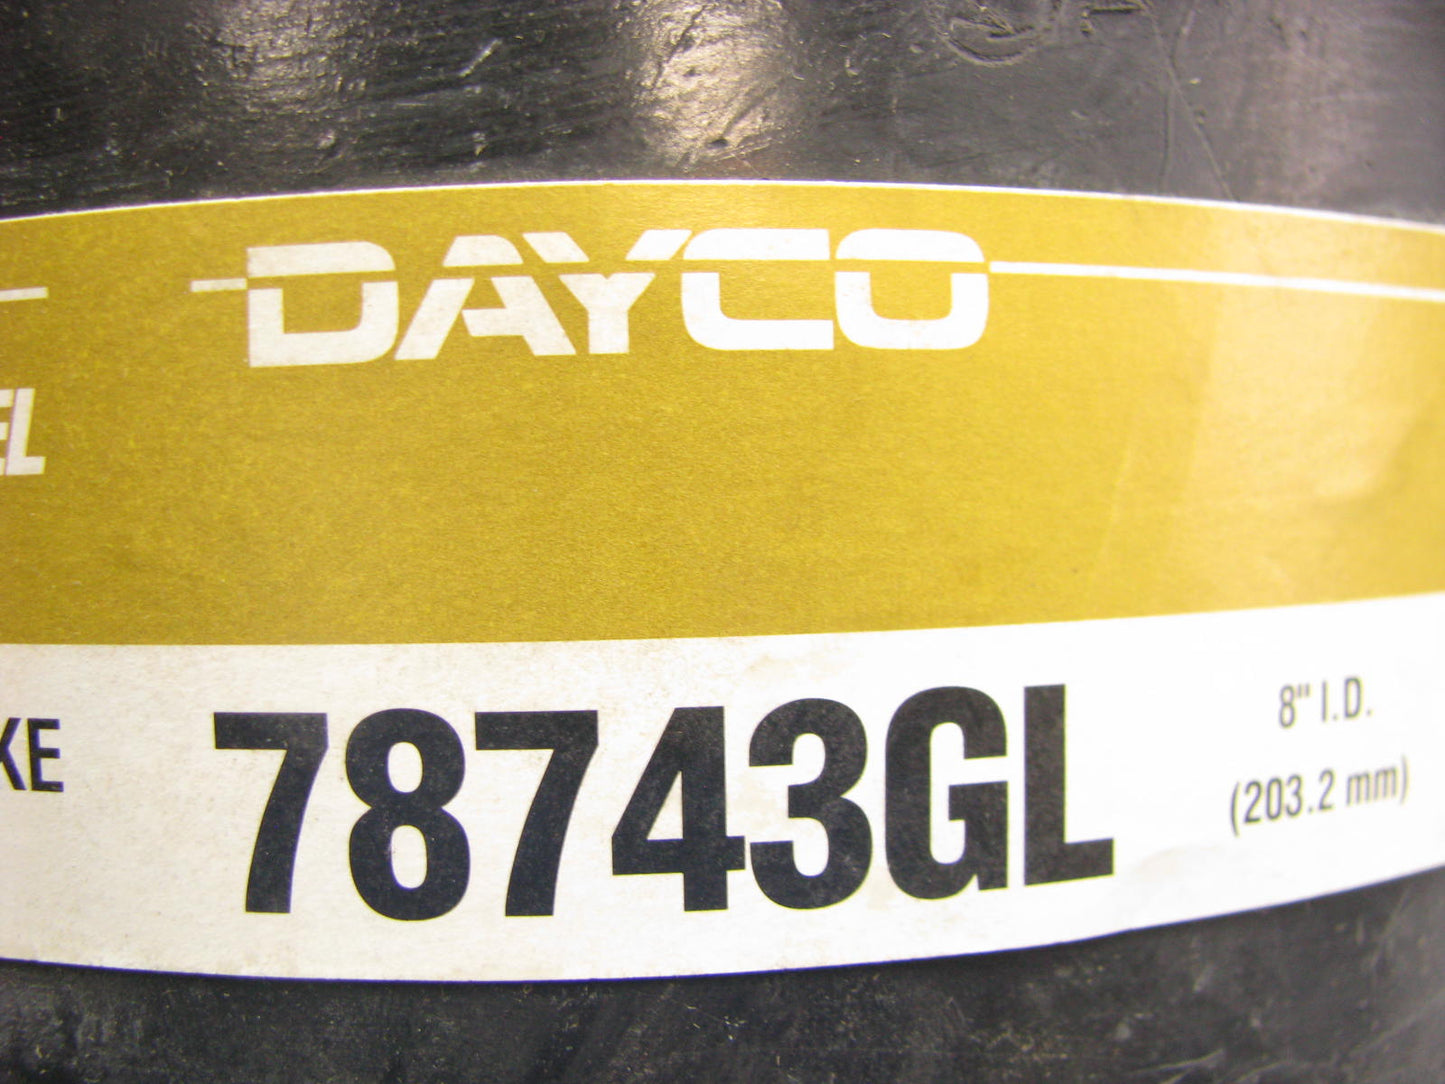 DAYCO
EL
KE
78743GL
8" I.D.
(203.2 mm)